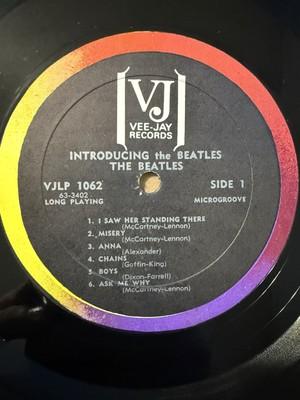 VJ
VEE-JAY
RECORDS
INTRODUCING the BEATLES
THE BEATLES
VJLP 1062 SIDE 1
63-3402
LONG PLAYING MICROGROOVE
1. I SAW HER STANDING THERE
(McCartney-Lennon)
2. MISERY
(McCartney-Lennon)
3. ANNA
(Alexander)
4. CHAINS
(Goffin-King)
5. BOYS
(Dixon-Farrell)
6. ASK ME WHY
(McCartney-Lennon)